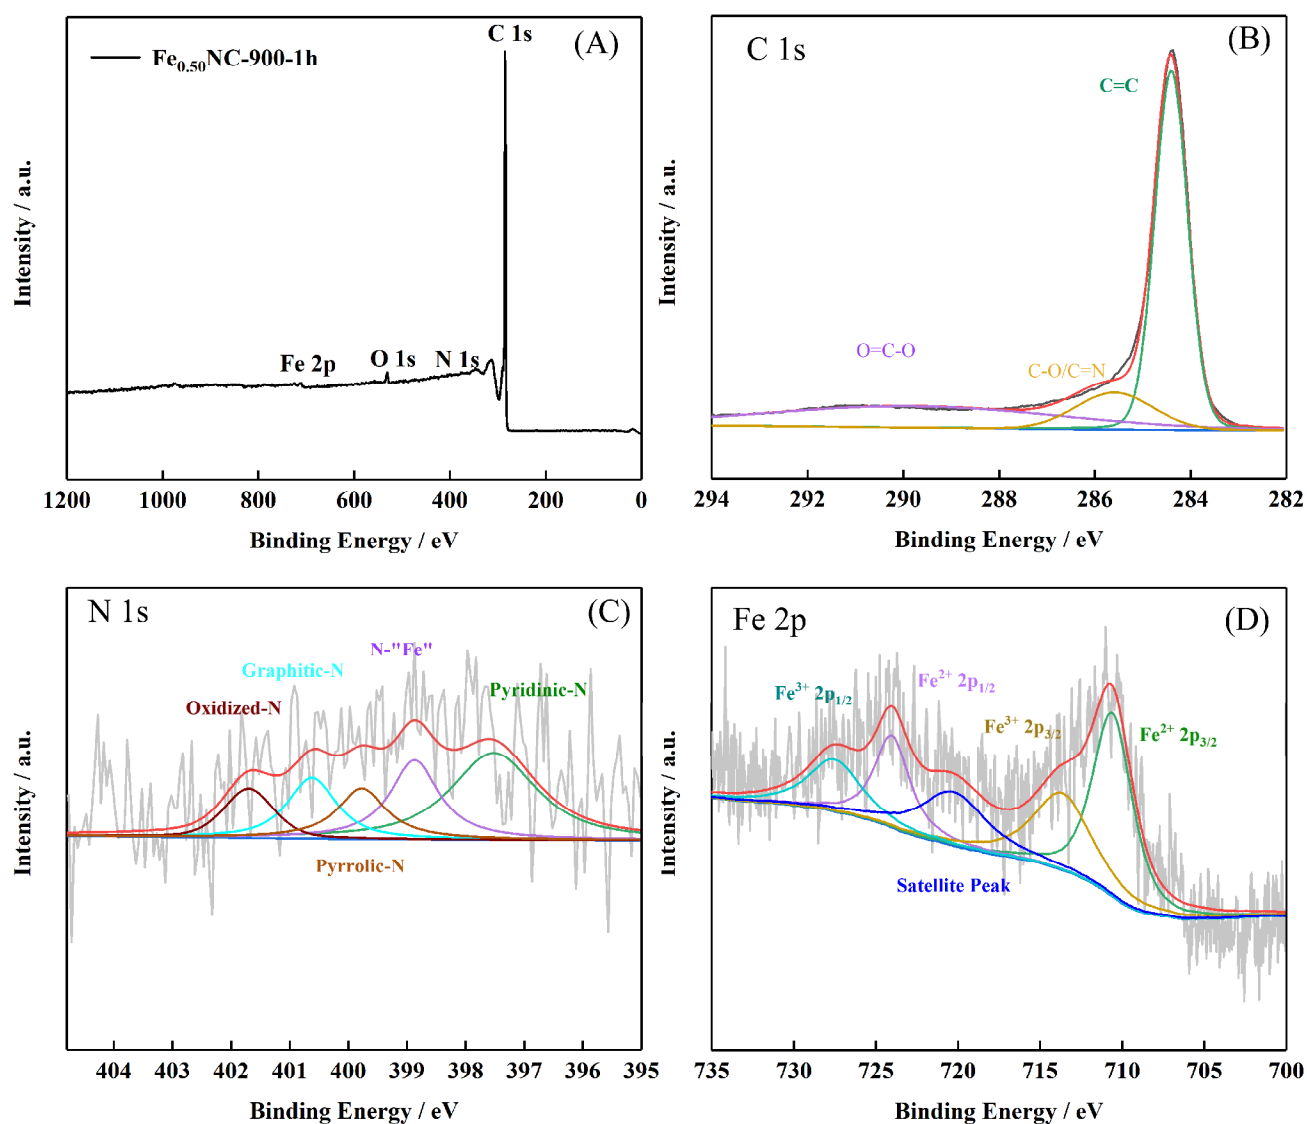 (A)
C 1s
Fe0.50NC-900-1h
Fe 2p
O 1s
N 1s
Intensity / a.u.
1200 1000 800 600 400 200 0
Binding Energy / eV
(B)
C 1s
C=C
O=C-O
C-O/C=N
Intensity / a.u.
294 292 290 288 286 284 282
Binding Energy / eV
(C)
N 1s
N-"Fe"
Graphitic-N
Pyridinic-N
Oxidized-N
Pyrrolic-N
Intensity / a.u.
404 403 402 401 400 399 398 397 396 395
Binding Energy / eV
(D)
Fe 2p
Fe3+ 2p1/2
Fe2+ 2p1/2
Fe3+ 2p3/2
Fe2+ 2p3/2
Satellite Peak
Intensity / a.u.
735 730 725 720 715 710 705 700
Binding Energy / eV